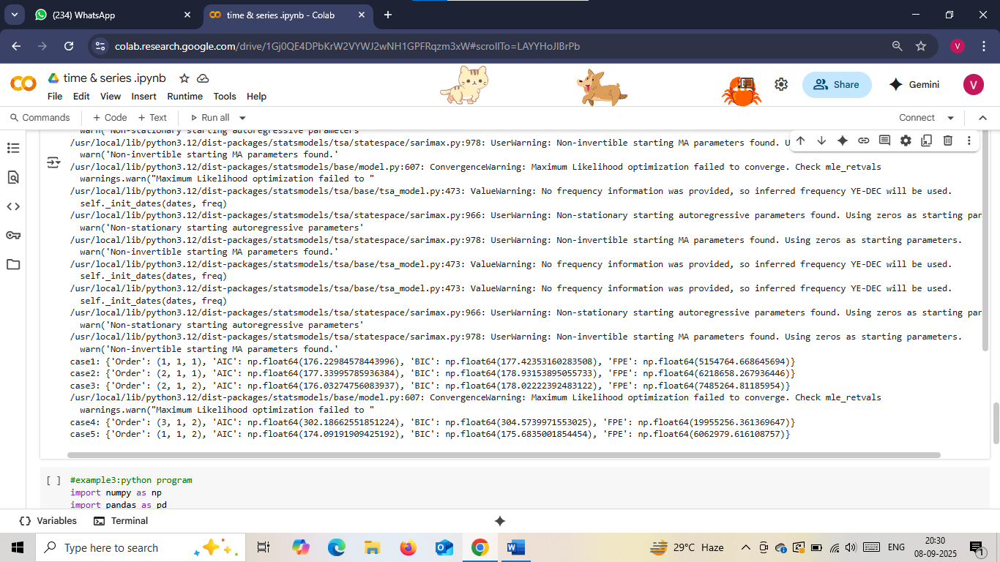 (234) WhatsApp
time & series .ipynb - Colab
colab.research.google.com/drive/1Gj0QE4DPbKrW2VYWJ2wNH1GPFRqzm3xW#scrollTo=LAYYHoJlBrPb
V
time & series .ipynb
File Edit View Insert Runtime Tools Help
Share
Gemini
V
Commands + Code + Text Run all
Connect
warn('Non-stationary starting autoregressive parameters'
/usr/local/lib/python3.12/dist-packages/statsmodels/tsa/statespace/sarimax.py:978: UserWarning: Non-invertible starting MA parameters found. U
warn('Non-invertible starting MA parameters found.'
/usr/local/lib/python3.12/dist-packages/statsmodels/base/model.py:607: ConvergenceWarning: Maximum Likelihood optimization failed to converge. Check mle_retvals
warnings.warn("Maximum Likelihood optimization failed to "
/usr/local/lib/python3.12/dist-packages/statsmodels/tsa/base/tsa_model.py:473: ValueWarning: No frequency information was provided, so inferred frequency YE-DEC will be used.
self._init_dates(dates, freq)
/usr/local/lib/python3.12/dist-packages/statsmodels/tsa/statespace/sarimax.py:966: UserWarning: Non-stationary starting autoregressive parameters found. Using zeros as starting par
warn('Non-stationary starting autoregressive parameters'
/usr/local/lib/python3.12/dist-packages/statsmodels/tsa/statespace/sarimax.py:978: UserWarning: Non-invertible starting MA parameters found. Using zeros as starting parameters.
warn('Non-invertible starting MA parameters found.'
/usr/local/lib/python3.12/dist-packages/statsmodels/tsa/base/tsa_model.py:473: ValueWarning: No frequency information was provided, so inferred frequency YE-DEC will be used.
self._init_dates(dates, freq)
/usr/local/lib/python3.12/dist-packages/statsmodels/tsa/base/tsa_model.py:473: ValueWarning: No frequency information was provided, so inferred frequency YE-DEC will be used.
self._init_dates(dates, freq)
/usr/local/lib/python3.12/dist-packages/statsmodels/tsa/statespace/sarimax.py:966: UserWarning: Non-stationary starting autoregressive parameters found. Using zeros as starting par
warn('Non-stationary starting autoregressive parameters'
/usr/local/lib/python3.12/dist-packages/statsmodels/tsa/statespace/sarimax.py:978: UserWarning: Non-invertible starting MA parameters found. Using zeros as starting parameters.
warn('Non-invertible starting MA parameters found.'
case1: {'Order': (1, 1, 1), 'AIC': np.float64(176.22984578443996), 'BIC': np.float64(177.42353160283508), 'FPE': np.float64(5154764.668645694)}
case2: {'Order': (2, 1, 1), 'AIC': np.float64(177.33995785936384), 'BIC': np.float64(178.93153895055733), 'FPE': np.float64(6218658.267936446)}
case3: {'Order': (2, 1, 2), 'AIC': np.float64(176.03274756083937), 'BIC': np.float64(178.02222392483122), 'FPE': np.float64(7485264.81185954)}
/usr/local/lib/python3.12/dist-packages/statsmodels/base/model.py:607: ConvergenceWarning: Maximum Likelihood optimization failed to converge. Check mle_retvals
warnings.warn("Maximum Likelihood optimization failed to "
case4: {'Order': (3, 1, 2), 'AIC': np.float64(302.18662551851224), 'BIC': np.float64(304.5739971553025), 'FPE': np.float64(19955256.361369647)}
case5: {'Order': (1, 1, 2), 'AIC': np.float64(174.09191909425192), 'BIC': np.float64(175.6835001854454), 'FPE': np.float64(6062979.616108757)}
[ ] #example3:python program
import numpy as np
import pandas as pd
Variables Terminal
Type here to search
29°C Haze
ENG
20:30
08-09-2025
1